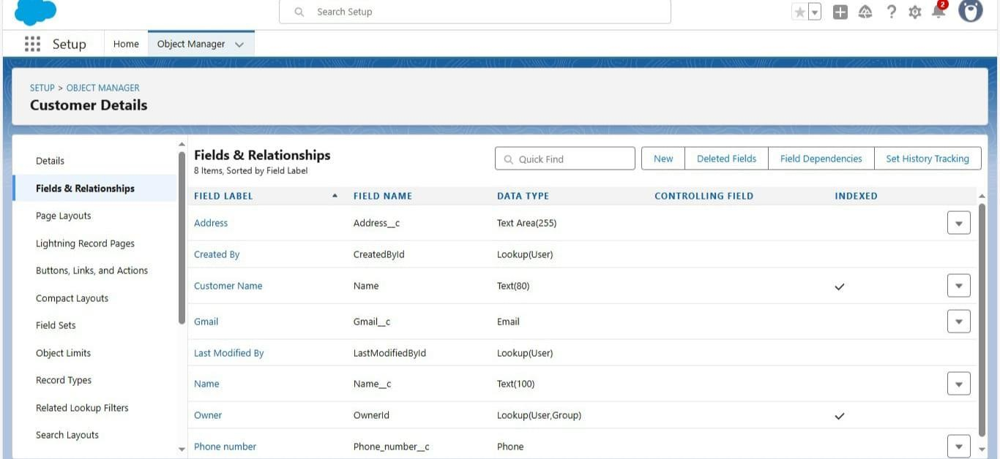 Search Setup
2
Setup
Home
Object Manager
SETUP > OBJECT MANAGER
Customer Details
Details
Fields & Relationships
Page Layouts
Lightning Record Pages
Buttons, Links, and Actions
Compact Layouts
Field Sets
Object Limits
Record Types
Related Lookup Filters
Search Layouts
Fields & Relationships
8 Items, Sorted by Field Label
Quick Find
New
Deleted Fields
Field Dependencies
Set History Tracking
FIELD LABEL FIELD NAME DATA TYPE CONTROLLING FIELD INDEXED
Address Address__c Text Area(255)
Created By CreatedById Lookup(User)
Customer Name Name Text(80)
Gmail Gmail__c Email
Last Modified By LastModifiedById Lookup(User)
Name Name__c Text(100)
Owner OwnerId Lookup(User,Group)
Phone number Phone_number__c Phone